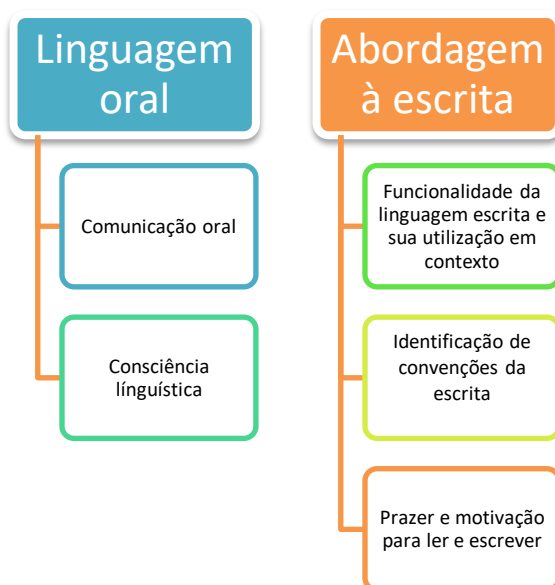 Linguagem
oral
Comunicação oral
Consciência
línguística
Abordagem
à escrita
Funcionalidade da
linguagem escrita e
sua utilização em
contexto
Identificação de
convenções da
escrita
Prazer e motivação
para ler e escrever